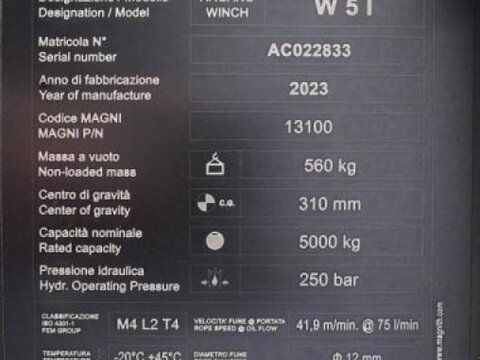 Designazione / Modello
Designation / Model
WINCH
W 5 I
Matricola N°
Serial number
AC022833
Anno di fabbricazione
Year of manufacture
2023
Codice MAGNI
MAGNI P/N
13100
Massa a vuoto
Non-loaded mass
560 kg
Centro di gravità
Center of gravity
C.G.
310 mm
Capacità nominale
Rated capacity
5000 kg
Pressione idraulica
Hydr. Operating Pressure
250 bar
CLASSIFICAZIONE
ISO 4301-1
FEM GROUP
M4 L2 T4
VELOCITA' FUNE @ PORTATA
ROPE SPEED @ OIL FLOW
41,9 m/min. @ 75 l/min
TEMPERATURA
-20°C +45°C
DIAMETRO FUNE
Φ 12 mm
www.magnith.com